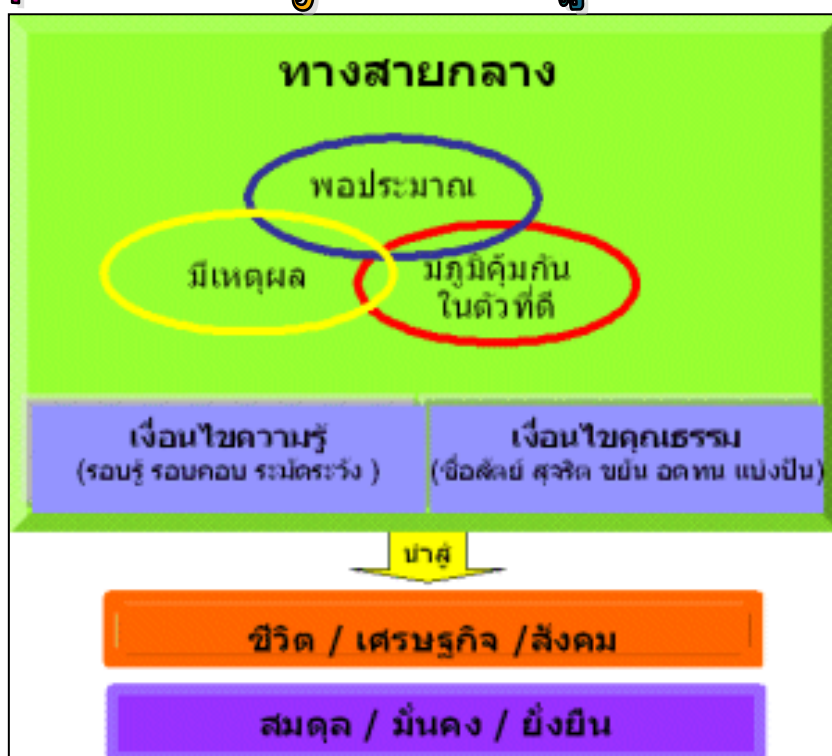 ทางสายกลาง
พอประมาณ
มีเหตุผล
มีภูมิคุ้มกัน
ในตัวที่ดี
เงื่อนไขความรู้
(รอบรู้ รอบคอบ ระมัดระวัง )
เงื่อนไขคุณธรรม
(ซื่อสัตย์ สุจริต ขยัน อดทน แบ่งปัน)
นำสู่
ชีวิต / เศรษฐกิจ /สังคม
สมดุล / มั่นคง / ยั่งยืน